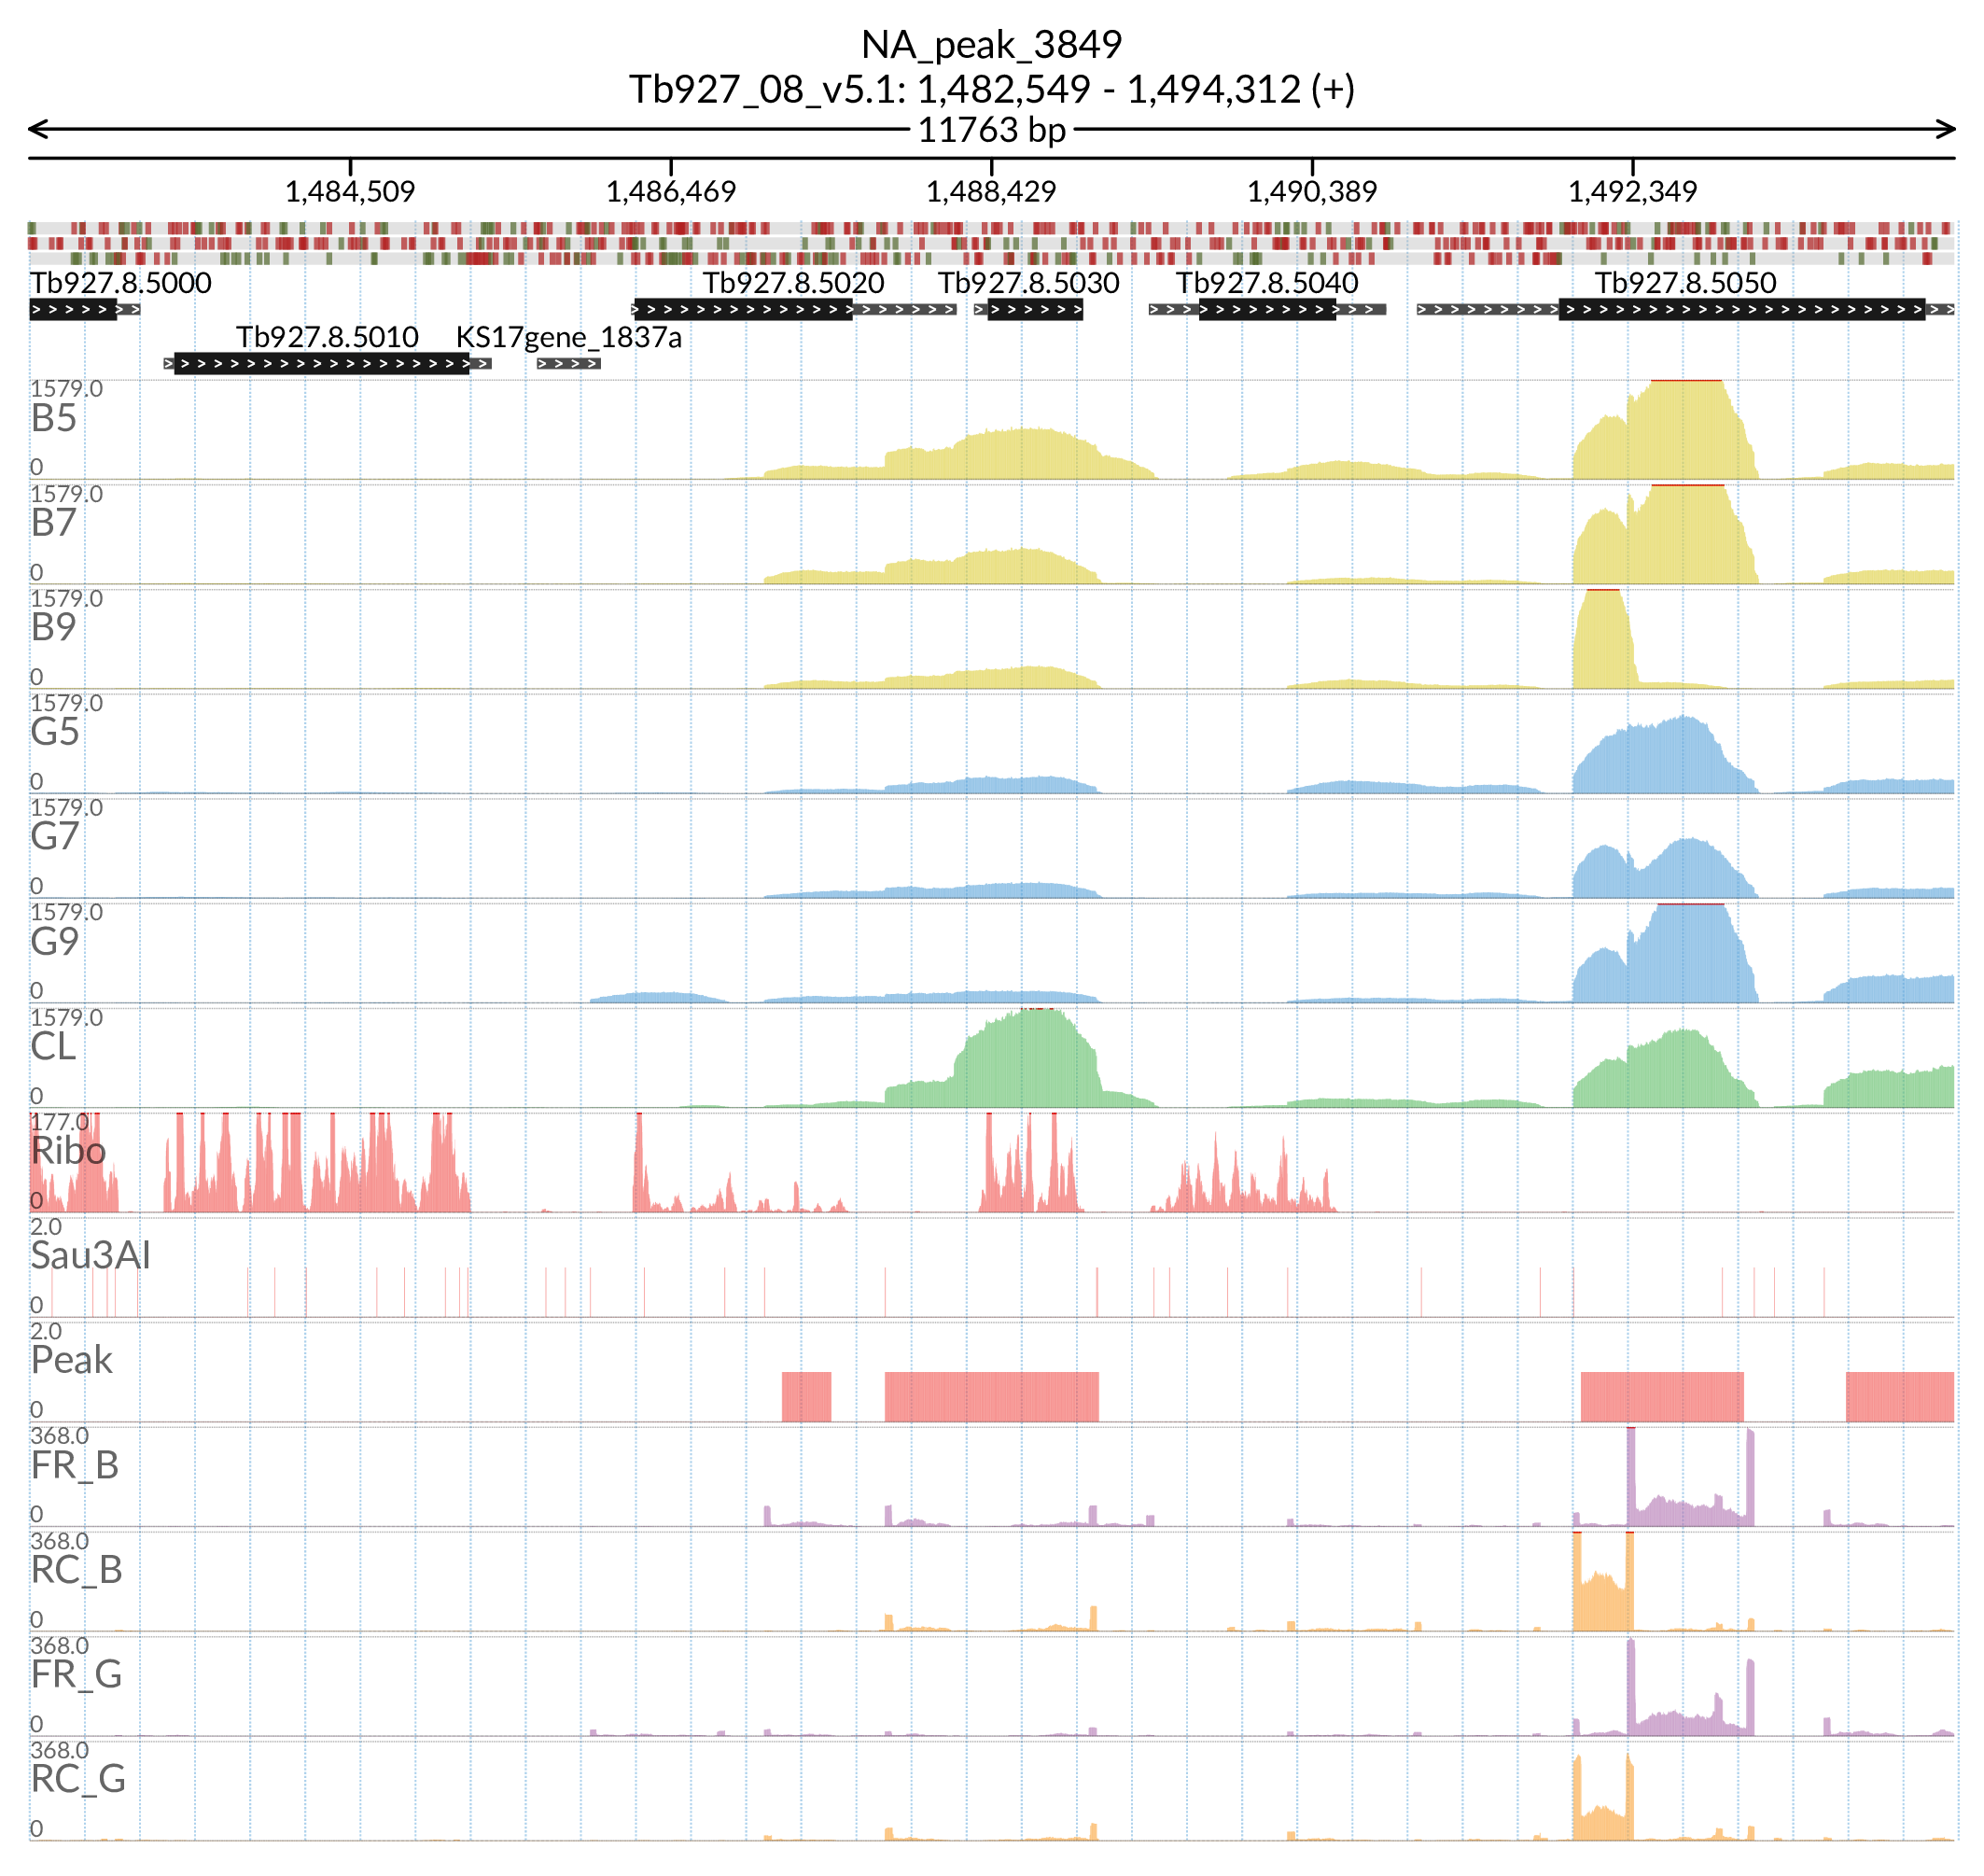 NA_peak_3849
Tb927_08_v5.1: 1,482,549 - 1,494,312 (+)
11763 bp
1,484,509 1,486,469 1,488,429 1,490,389 1,492,349
Tb927.8.5000 Tb927.8.5020 Tb927.8.5030 Tb927.8.5040 Tb927.8.5050
Tb927.8.5010 KS17gene_1837a
1579.0
B5
0
1579.0
B7
0
1579.0
B9
0
1579.0
G5
0
1579.0
G7
0
1579.0
G9
0
1579.0
CL
0
177.0
Ribo
0
2.0
Sau3AI
0
2.0
Peak
0
368.0
FR_B
0
368.0
RC_B
0
368.0
FR_G
0
368.0
RC_G
0